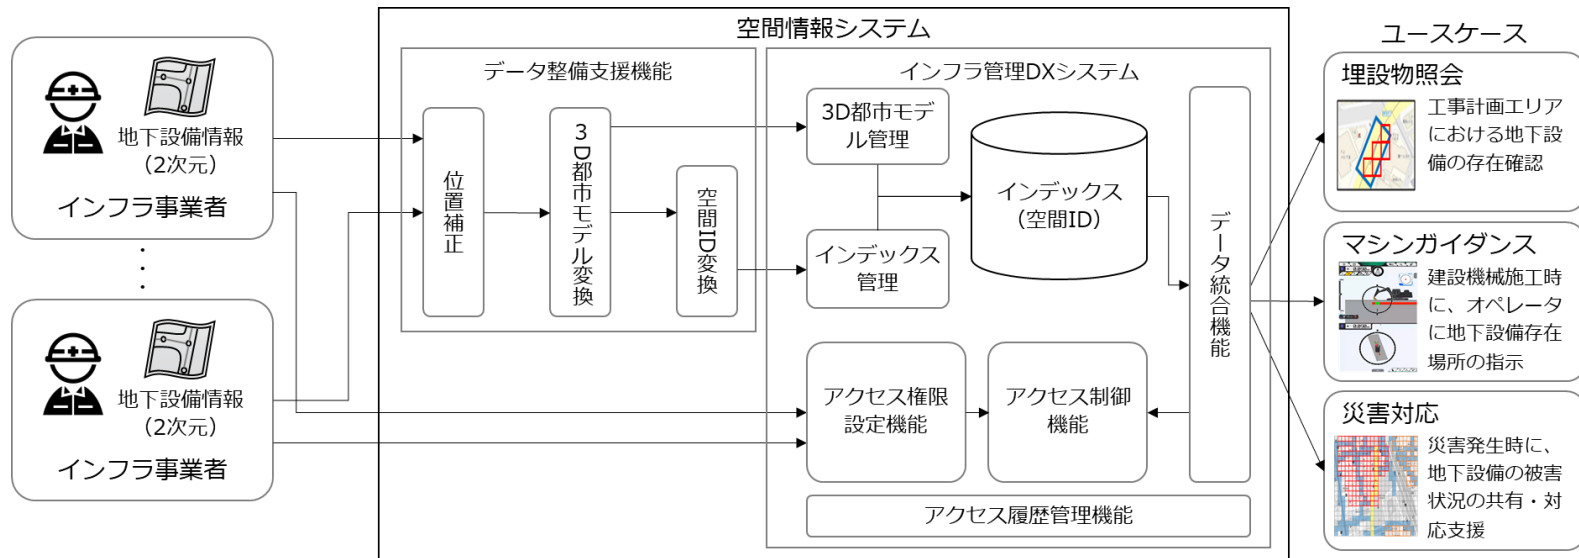 空間情報システム
地下設備情報
（2次元）
インフラ事業者
・
・
・
地下設備情報
（2次元）
インフラ事業者
データ整備支援機能
位置補正
3D都市モデル変換
空間ID変換
インフラ管理DXシステム
3D都市モ
デル管理
インデックス
管理
インデックス
（空間ID）
データ統合機能
アクセス権限
設定機能
アクセス制御
機能
アクセス履歴管理機能
ユースケース
埋設物照会
工事計画エリア
における地下設
備の存在確認
マシンガイダンス
建設機械施工時
に、オペレータ
に地下設備存在
場所の指示
災害対応
災害発生時に、
地下設備の被害
状況の共有・対
応支援